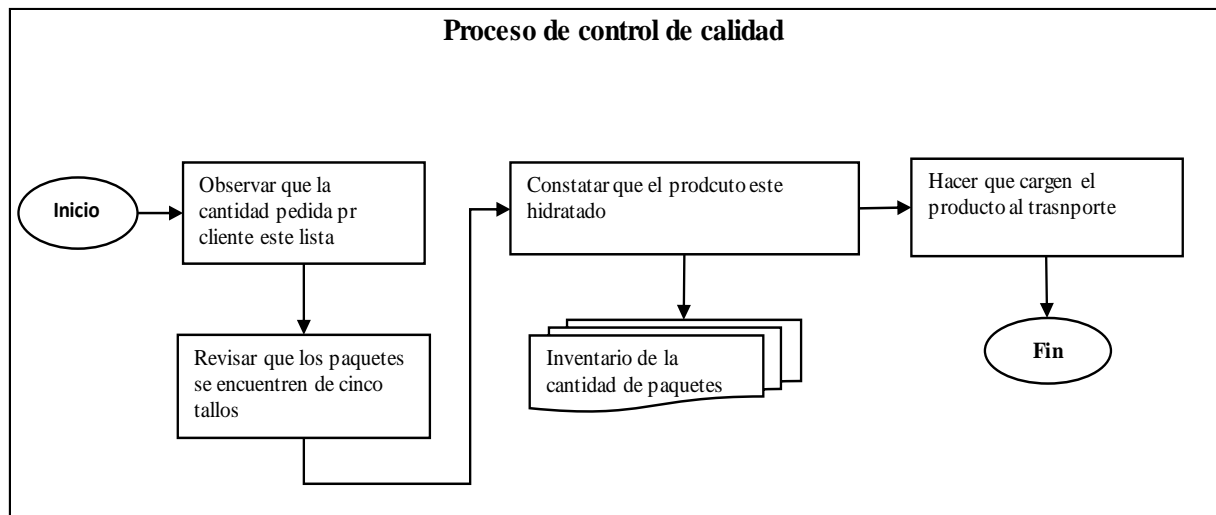 Proceso de control de calidad
Inicio
Observar que la
cantidad pedida pr
cliente este lista
Revisar que los paquetes
se encuentren de cinco
tallos
Constatar que el prodcuto este
hidratado
Inventario de la
cantidad de paquetes
Hacer que cargen el
producto al trasnporte
Fin